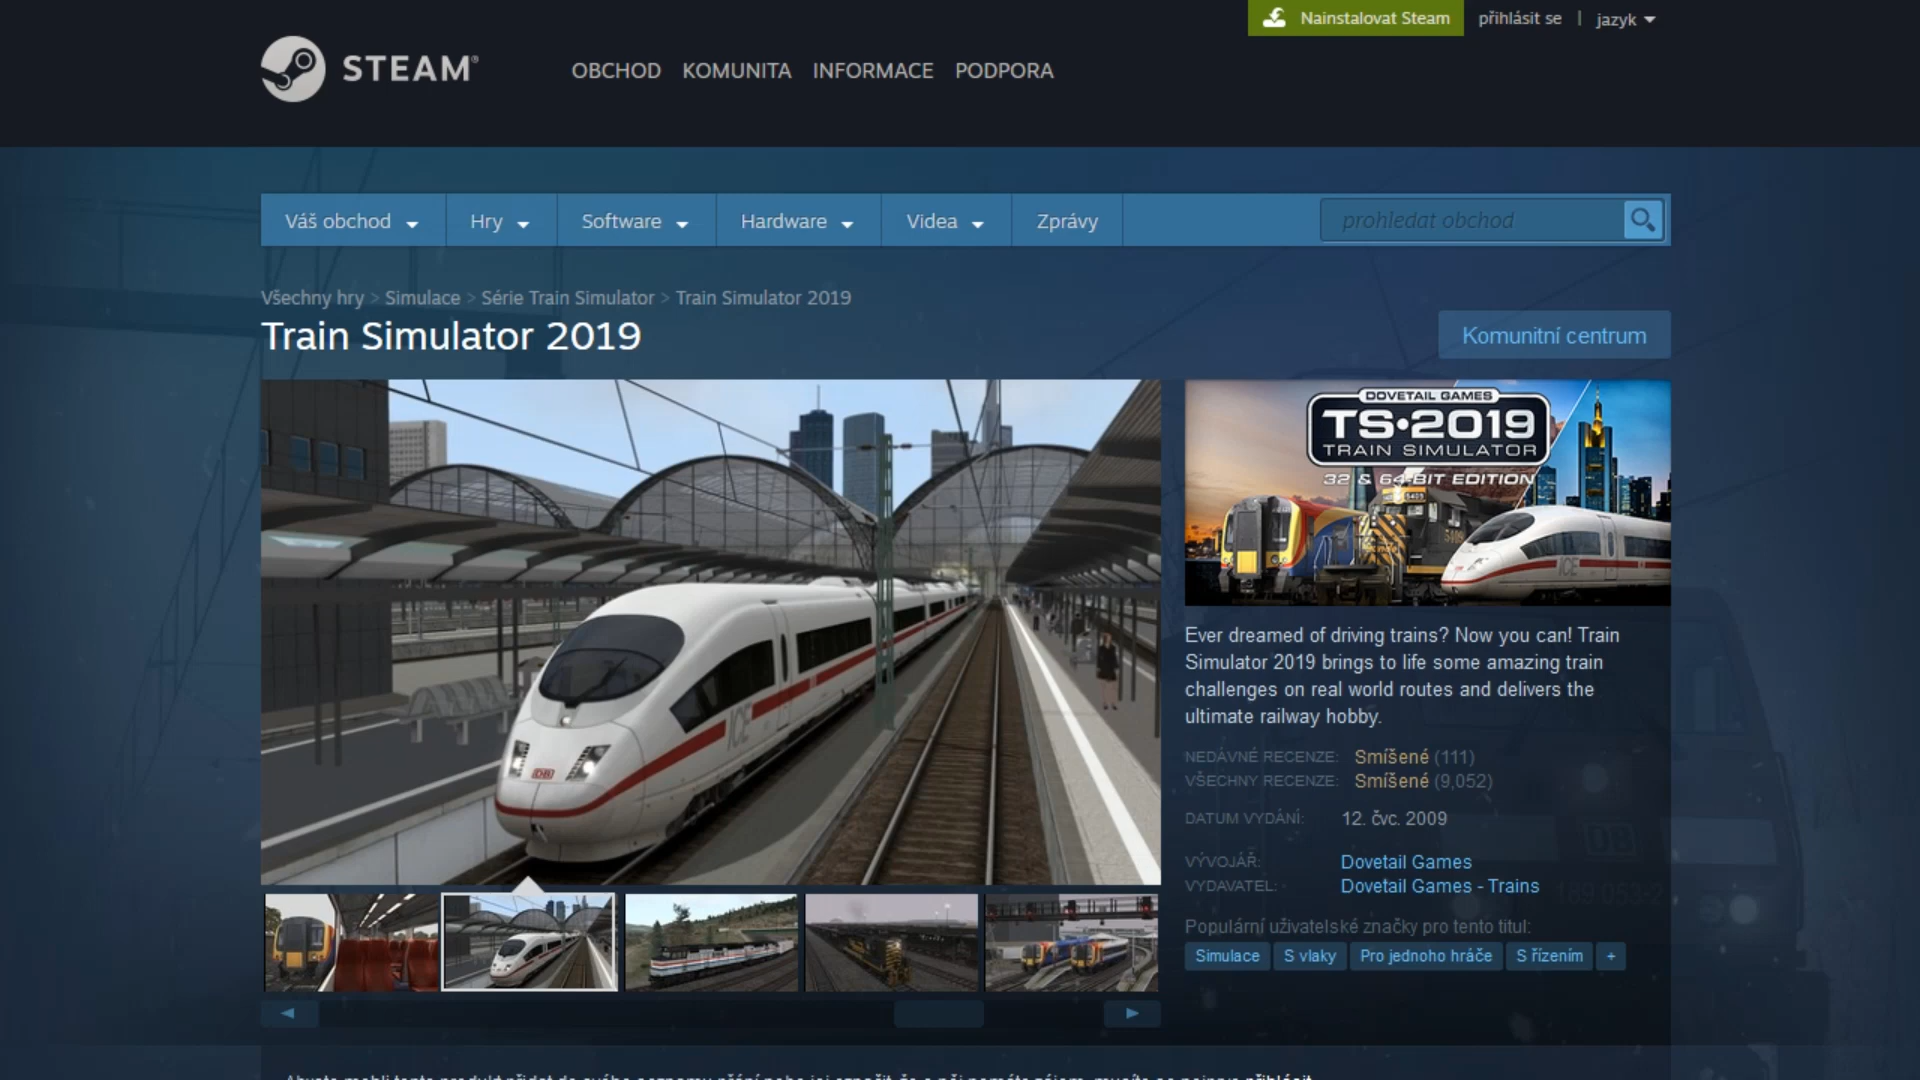 Nainstalovat Steam
přihlásit se | jazyk
STEAM®
OBCHOD KOMUNITA INFORMACE PODPORA
Váš obchod Hry Software Hardware Videa Zprávy
prohledat obchod
Všechny hry > Simulace > Série Train Simulator > Train Simulator 2019
Train Simulator 2019
Komunitní centrum
ICE
DB
DOVETAIL GAMES
TS•2019
TRAIN SIMULATOR
32 & 64-BIT EDITION
5405
ICE
Ever dreamed of driving trains? Now you can! Train
Simulator 2019 brings to life some amazing train
challenges on real world routes and delivers the
ultimate railway hobby.
NEDÁVNÉ RECENZE: Smíšené (111)
VŠECHNY RECENZE: Smíšené (9,052)
DATUM VYDÁNÍ: 12. čvc. 2009
VÝVOJÁŘ: Dovetail Games
VYDAVATEL: Dovetail Games - Trains
Populární uživatelské značky pro tento titul:
Simulace S vlaky Pro jednoho hráče S řízením +